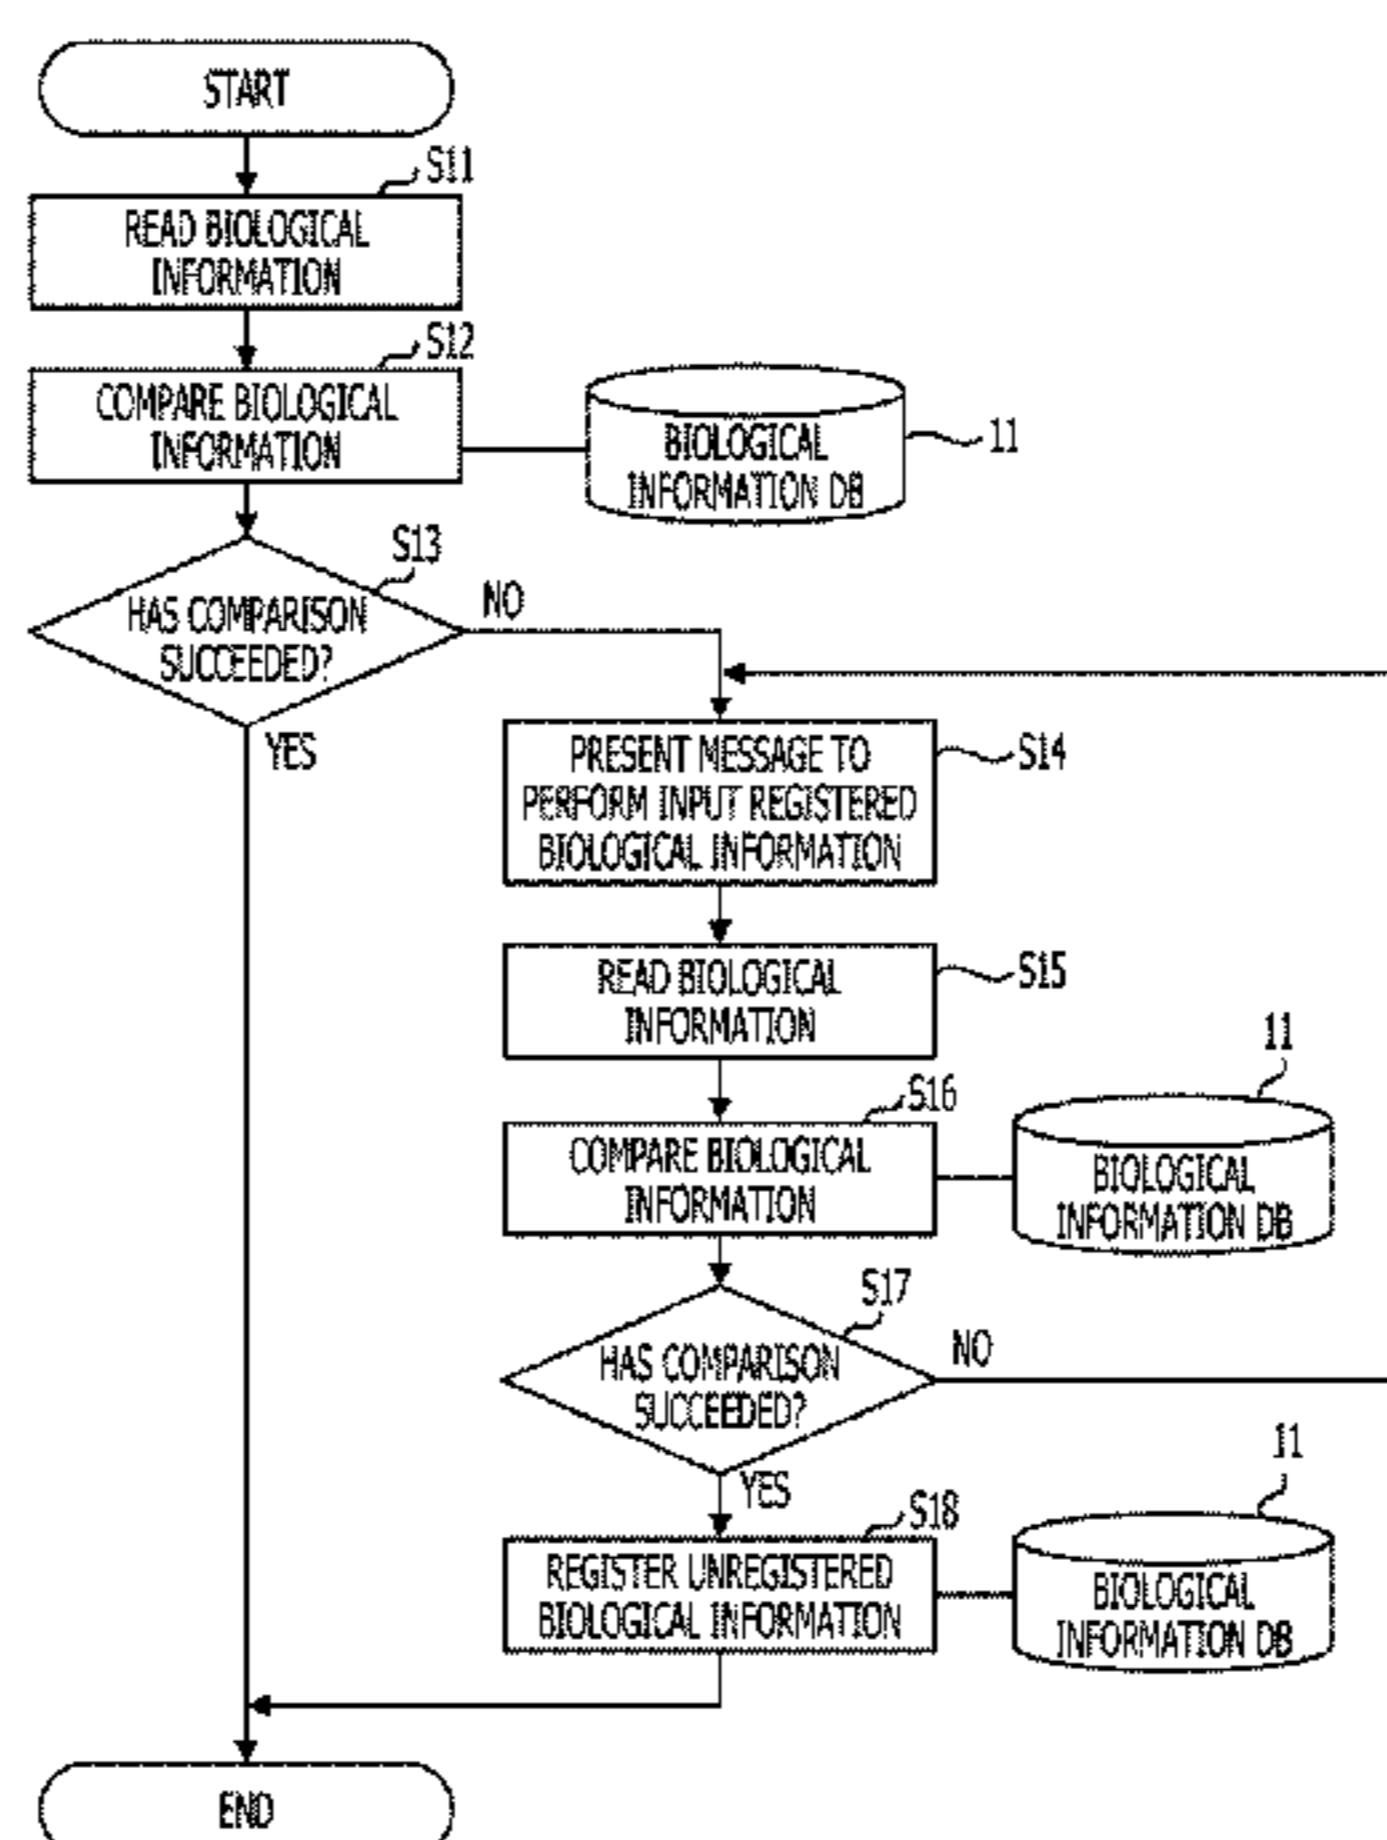 START
S11
READ BIOLOGICAL
INFORMATION
S12
COMPARE BIOLOGICAL
INFORMATION
BIOLOGICAL
INFORMATION DB
11
S13
HAS COMPARISON
SUCCEEDED?
NO
YES
PRESENT MESSAGE TO
PERFORM INPUT REGISTERED
BIOLOGICAL INFORMATION
S14
READ BIOLOGICAL
INFORMATION
S15
S16
COMPARE BIOLOGICAL
INFORMATION
11
BIOLOGICAL
INFORMATION DB
S17
HAS COMPARISON
SUCCEEDED?
NO
YES
S18
REGISTER UNREGISTERED
BIOLOGICAL INFORMATION
11
BIOLOGICAL
INFORMATION DB
END